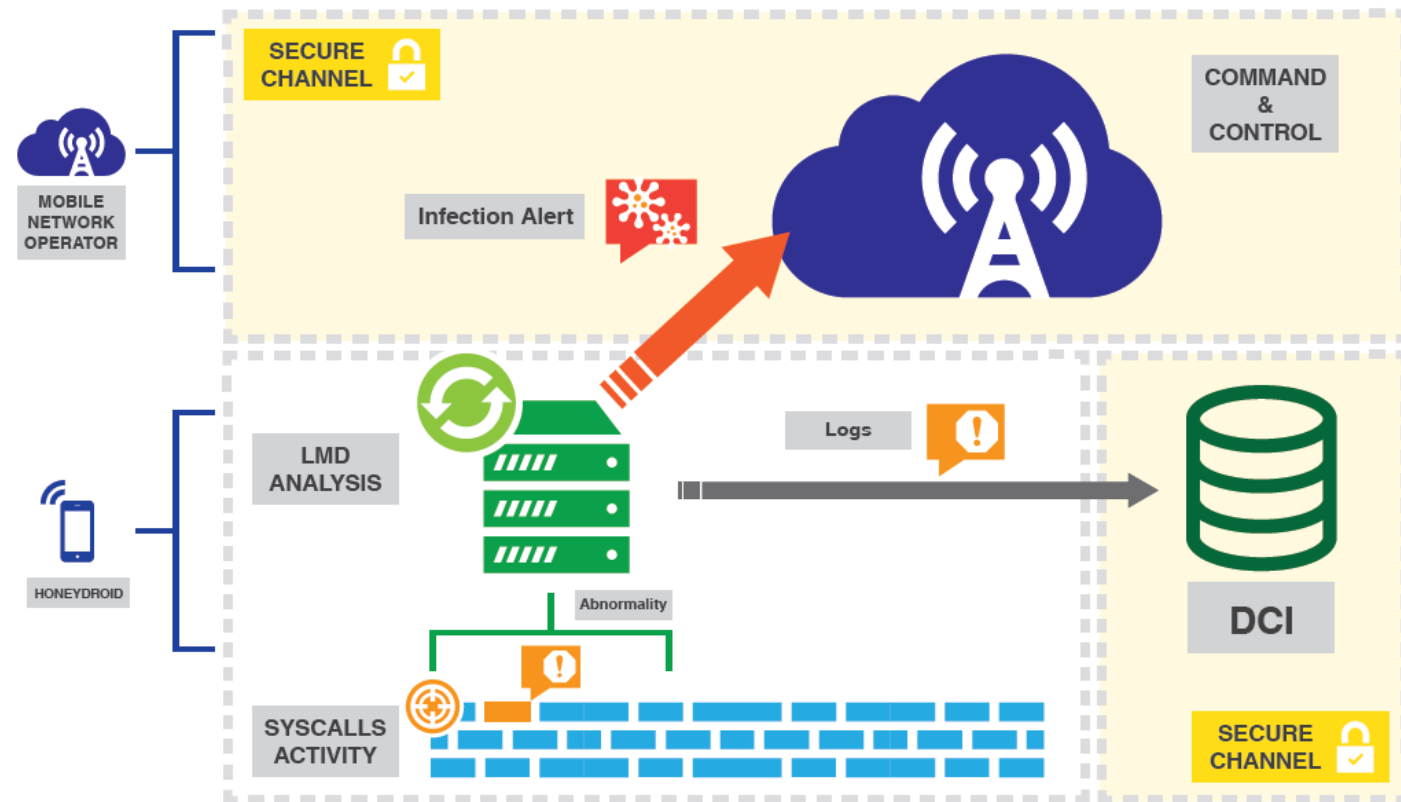 SECURE
CHANNEL
COMMAND
&
CONTROL
MOBILE
NETWORK
OPERATOR
Infection Alert
Logs
LMD
ANALYSIS
HONEYDROID
Abnormality
DCI
SYSCALLS
ACTIVITY
SECURE
CHANNEL